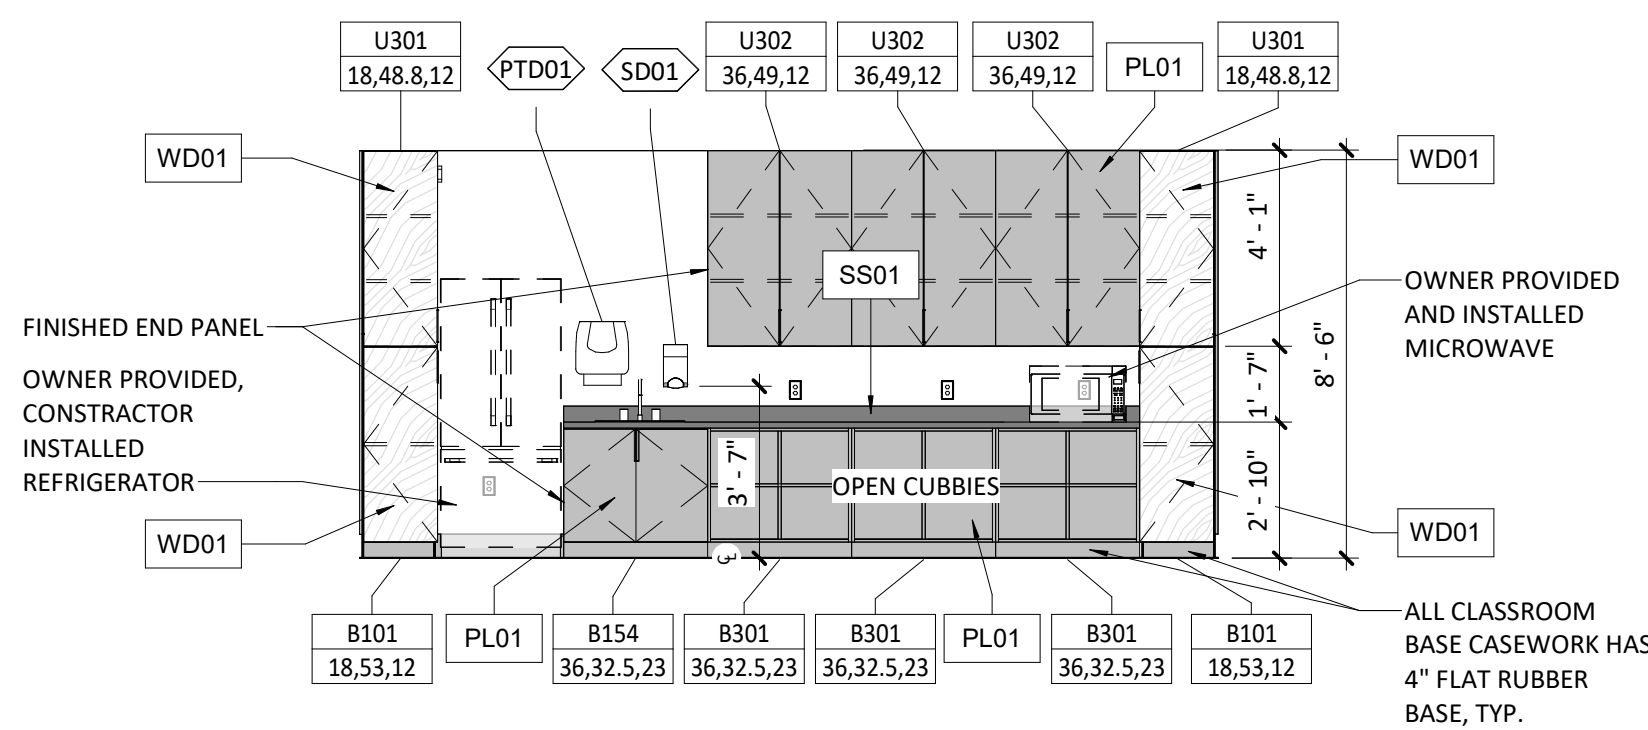 U301
18,48.8,12
PTD01
SD01
U302
36,49,12
U302
36,49,12
U302
36,49,12
PL01
U301
18,48.8,12
WD01
WD01
4' - 1"
SS01
OWNER PROVIDED
AND INSTALLED
MICROWAVE
FINISHED END PANEL
8' - 6"
1' - 7"
OWNER PROVIDED,
CONSTRACTOR
INSTALLED
REFRIGERATOR
3' - 7"
OPEN CUBBIES
2' - 10"
WD01
WD01
CL
B101
18,53,12
PL01
B154
36,32.5,23
B301
36,32.5,23
B301
36,32.5,23
PL01
B301
36,32.5,23
B101
18,53,12
ALL CLASSROOM
BASE CASEWORK HAS
4" FLAT RUBBER
BASE, TYP.